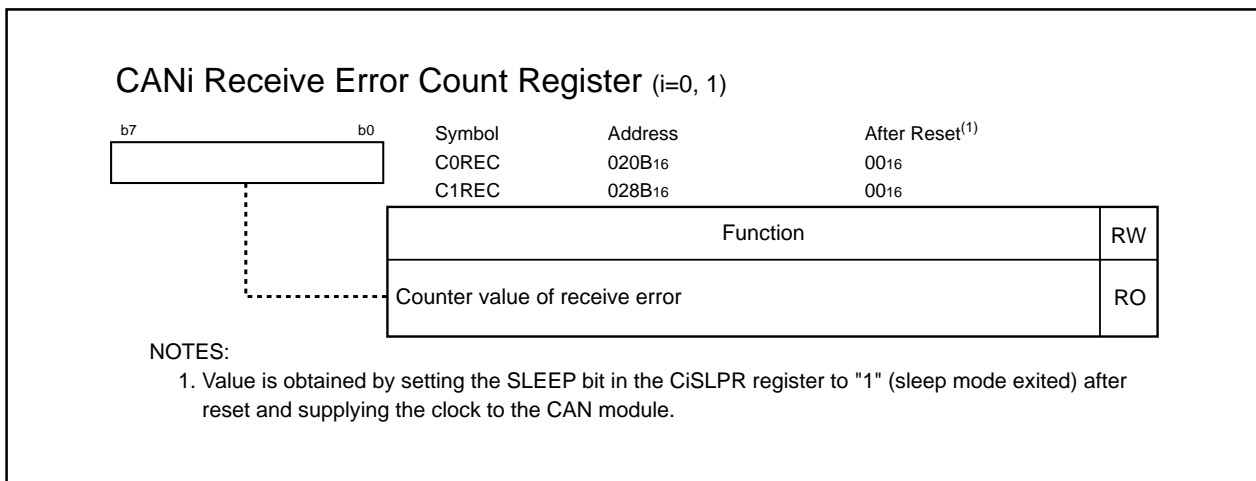 CANi Receive Error Count Register (i=0, 1)
b7 b0 Symbol Address After Reset(1)
C0REC 020B16 0016
C1REC 028B16 0016
Function RW
Counter value of receive error RO
NOTES:
1. Value is obtained by setting the SLEEP bit in the CiSLPR register to "1" (sleep mode exited) after
reset and supplying the clock to the CAN module.